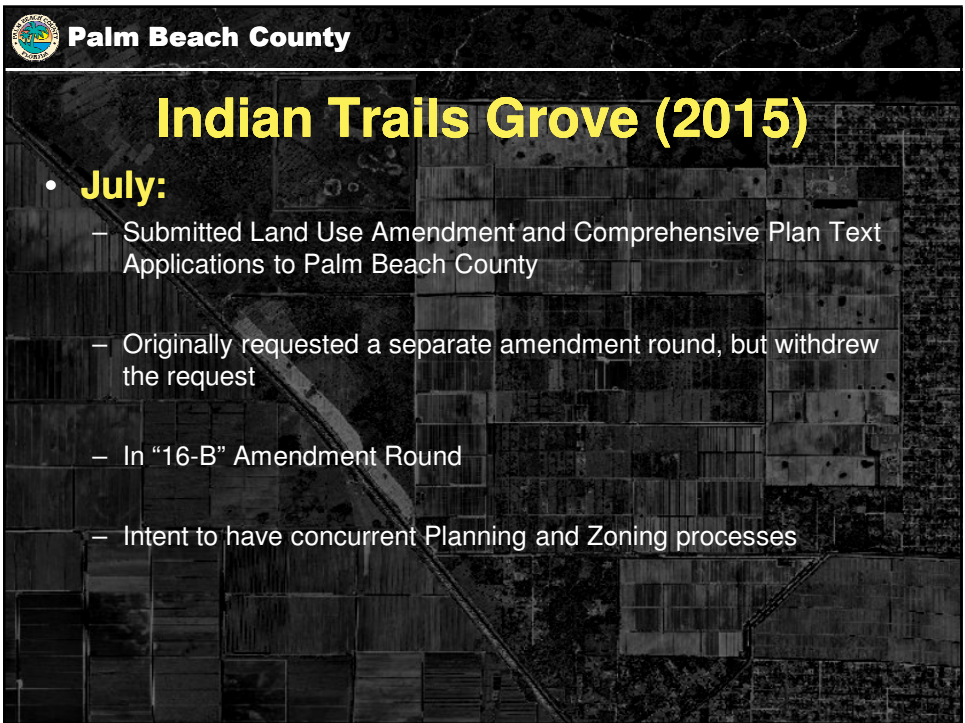 Palm Beach County
Indian Trails Grove (2015)
• July:
– Submitted Land Use Amendment and Comprehensive Plan Text
Applications to Palm Beach County
– Originally requested a separate amendment round, but withdrew
the request
– In “16-B” Amendment Round
– Intent to have concurrent Planning and Zoning processes